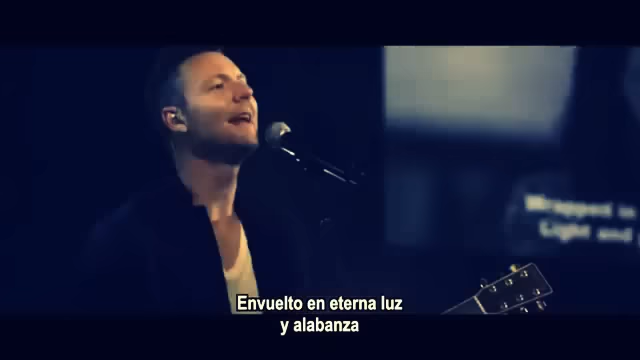 Wrapped in
Light and
Envuelto en eterna luz
y alabanza